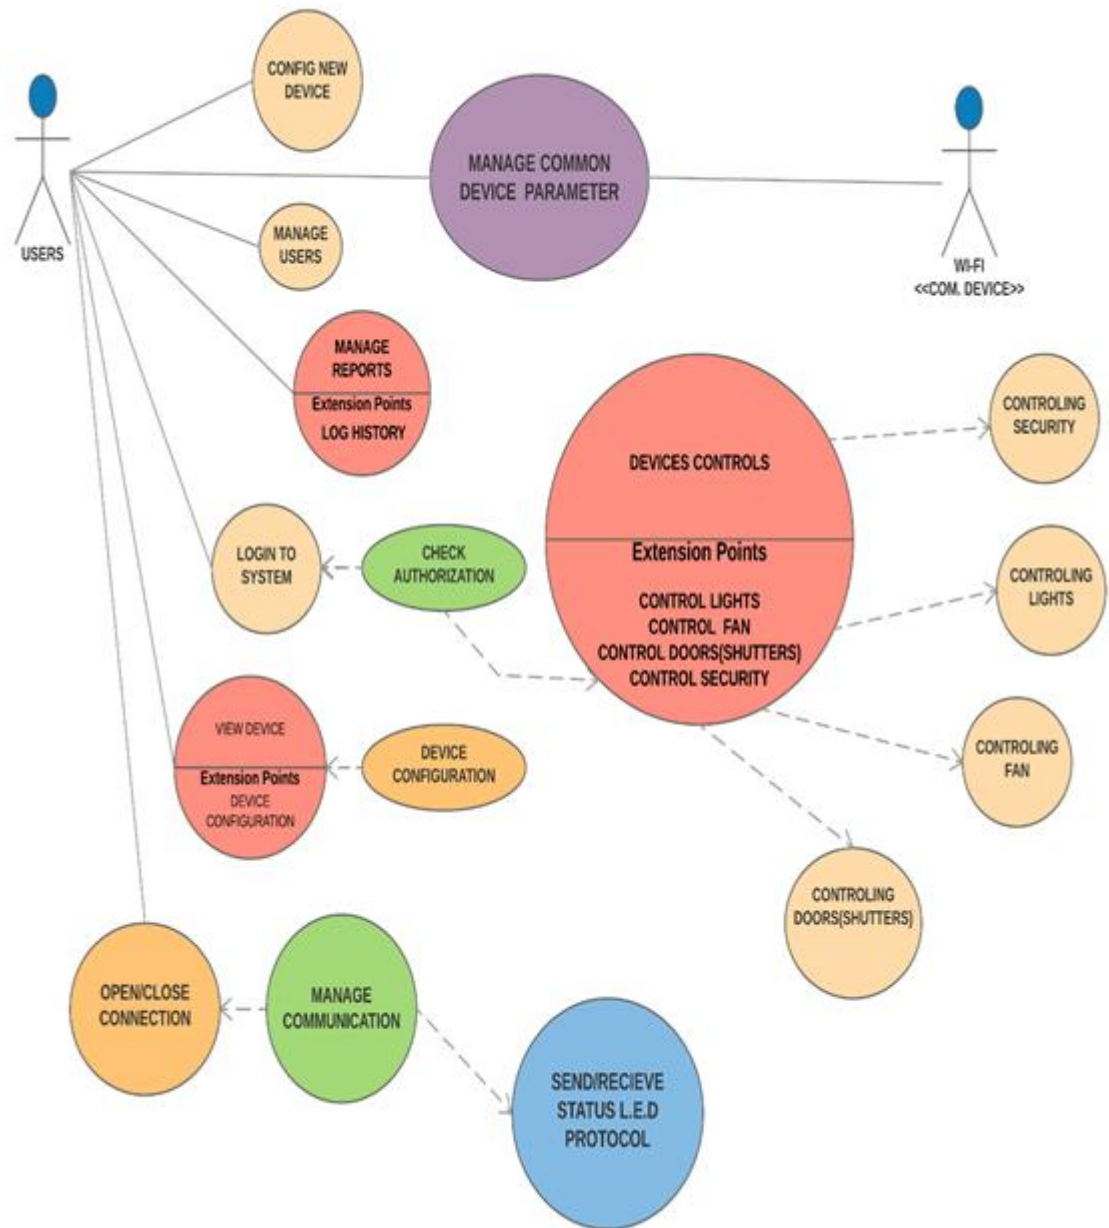 CONFIG NEW
DEVICE
MANAGE COMMON
DEVICE PARAMETER
USERS
MANAGE
USERS
WI-FI
<<COM. DEVICE>>
MANAGE
REPORTS
Extension Points
LOG HISTORY
DEVICES CONTROLS
Extension Points
CONTROL LIGHTS
CONTROL FAN
CONTROL DOORS(SHUTTERS)
CONTROL SECURITY
CONTROLING
SECURITY
LOGIN TO
SYSTEM
CHECK
AUTHORIZATION
CONTROLING
LIGHTS
VIEW DEVICE
Extension Points
DEVICE
CONFIGURATION
DEVICE
CONFIGURATION
CONTROLING
FAN
CONTROLING
DOORS(SHUTTERS)
OPEN/CLOSE
CONNECTION
MANAGE
COMMUNICATION
SEND/RECIEVE
STATUS L.E.D
PROTOCOL